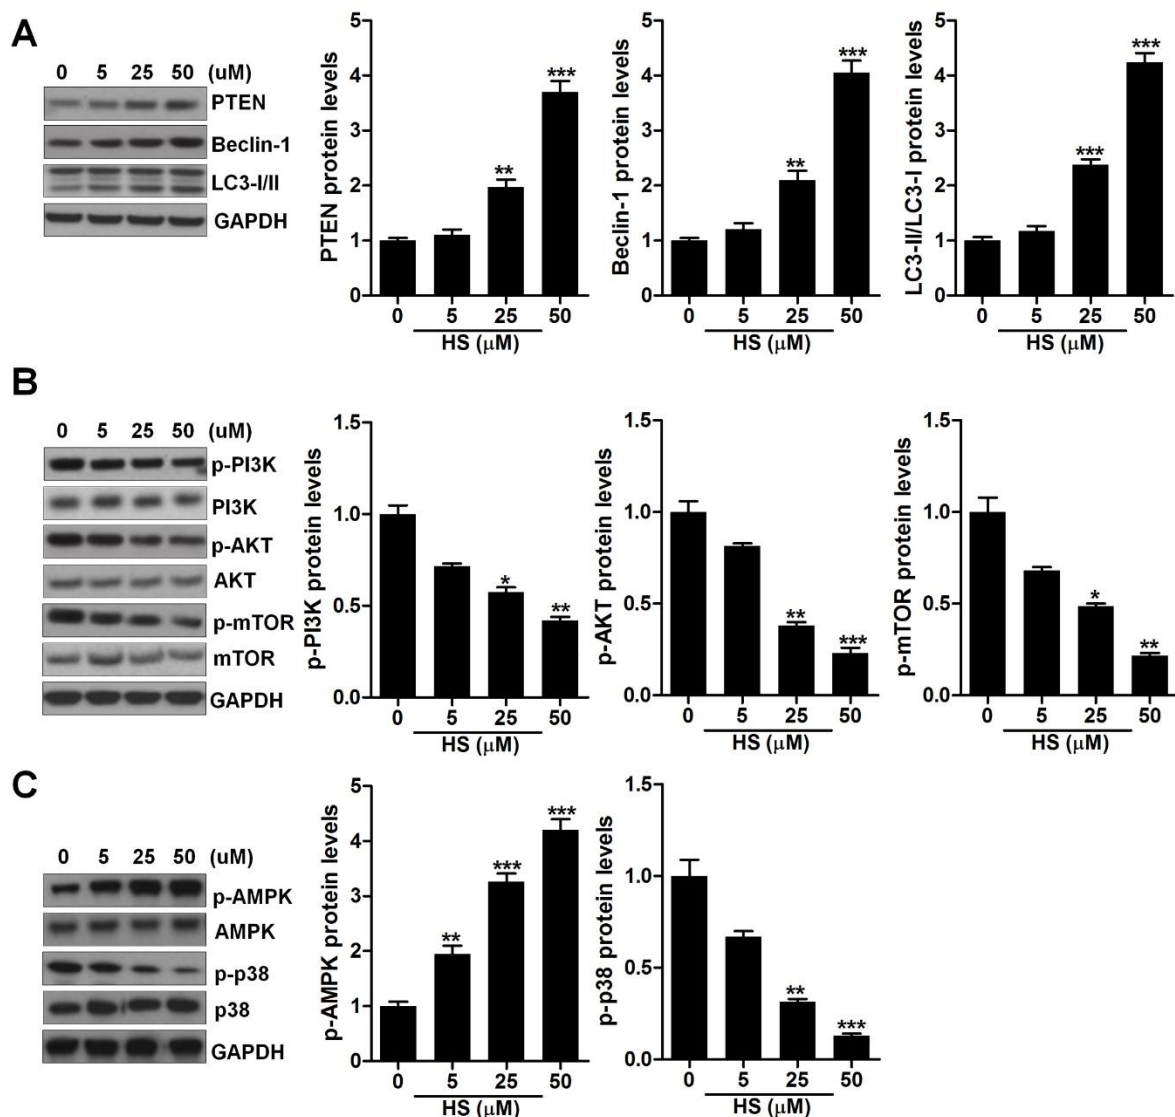 A
0 5 25 50 (uM)
PTEN
Beclin-1
LC3-I/II
GAPDH
PTEN protein levels
5
4
3
2
1
0
**
***
0 5 25 50
HS (μM)
Beclin-1 protein levels
5
4
3
2
1
0
**
***
0 5 25 50
HS (μM)
LC3-II/LC3-I protein levels
5
4
3
2
1
0
***
***
0 5 25 50
HS (μM)
B
0 5 25 50 (uM)
p-PI3K
PI3K
p-AKT
AKT
p-mTOR
mTOR
GAPDH
p-PI3K protein levels
1.5
1.0
0.5
0.0
*
**
0 5 25 50
HS (μM)
p-AKT protein levels
1.5
1.0
0.5
0.0
**
***
0 5 25 50
HS (μM)
p-mTOR protein levels
1.5
1.0
0.5
0.0
*
**
0 5 25 50
HS (μM)
C
0 5 25 50 (uM)
p-AMPK
AMPK
p-p38
p38
GAPDH
p-AMPK protein levels
5
4
3
2
1
0
**
***
***
0 5 25 50
HS (μM)
p-p38 protein levels
1.5
1.0
0.5
0.0
**
***
0 5 25 50
HS (μM)